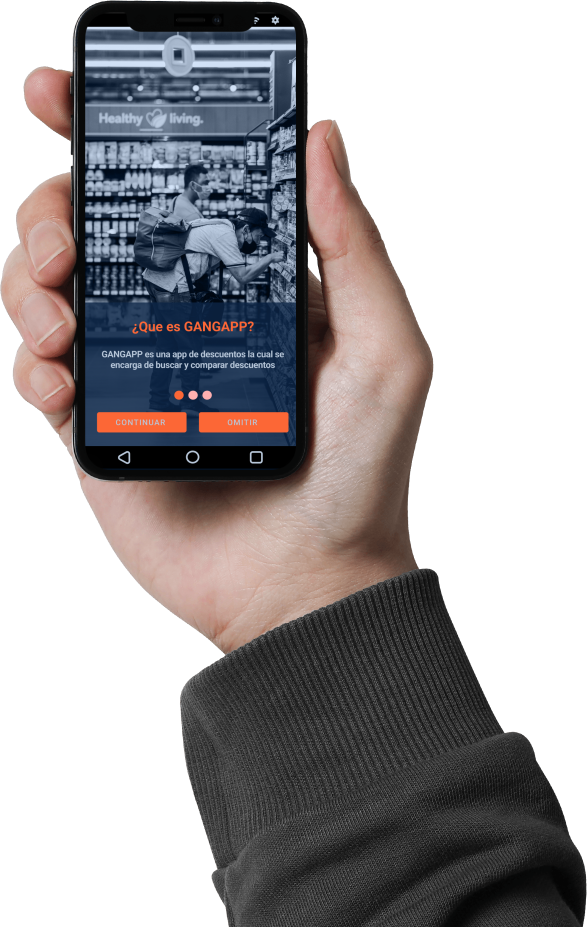 Healthy living.
¿Que es GANGAPP?
GANGAPP es una app de descuentos la cual se
encarga de buscar y comparar descuentos
CONTINUAR OMITIR